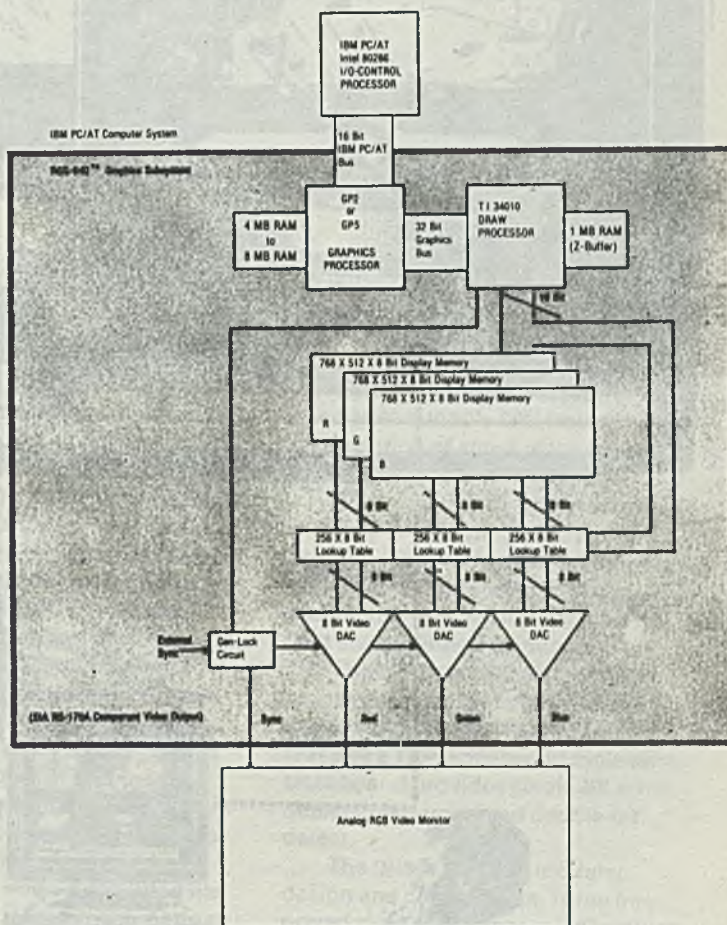 IBM PC/AT
Intel 80286
I/O-CONTROL
PROCESSOR
IBM PC/AT Computer System
16 Bit
IBM PC/AT
Bus
Graphics Subsystem
4 MB RAM
to
8 MB RAM
GP2
or
GP5
GRAPHICS
PROCESSOR
32 Bit
Graphics
Bus
T I 34010
DRAW
PROCESSOR
1 MB RAM
(Z-Buffer)
16 Bit
768 X 512 X 8 Bit Display Memory
768 X 512 X 8 Bit Display Memory
768 X 512 X 8 Bit Display Memory
R
G
B
8 Bit
8 Bit
8 Bit
256 X 8 Bit
Lookup Table
256 X 8 Bit
Lookup Table
256 X 8 Bit
Lookup Table
8 Bit
8 Bit
8 Bit
8 Bit Video
DAC
8 Bit Video
DAC
8 Bit Video
DAC
External
Sync
Gen-Lock
Circuit
(EIA RS-170A Component Video Output)
Sync
Red
Green
Blue
Analog RGB Video Monitor